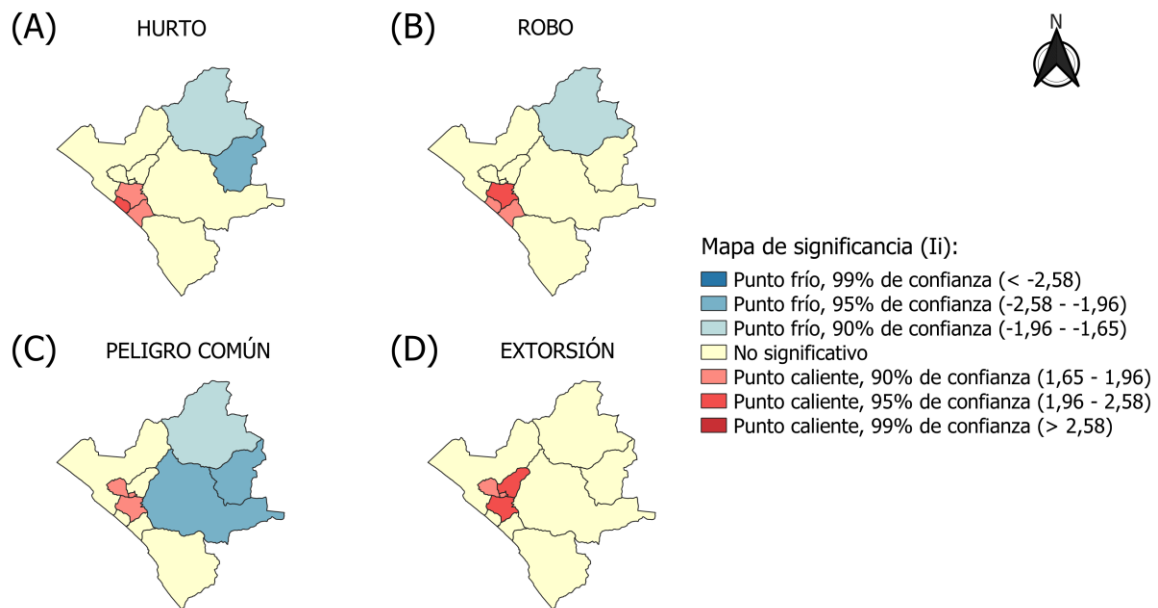 (A)
HURTO
(B)
ROBO
N
Mapa de significancia (Ii):
Punto frío, 99% de confianza (< -2,58)
Punto frío, 95% de confianza (-2,58 - -1,96)
Punto frío, 90% de confianza (-1,96 - -1,65)
No significativo
Punto caliente, 90% de confianza (1,65 - 1,96)
Punto caliente, 95% de confianza (1,96 - 2,58)
Punto caliente, 99% de confianza (> 2,58)
(C)
PELIGRO COMÚN
(D)
EXTORSIÓN